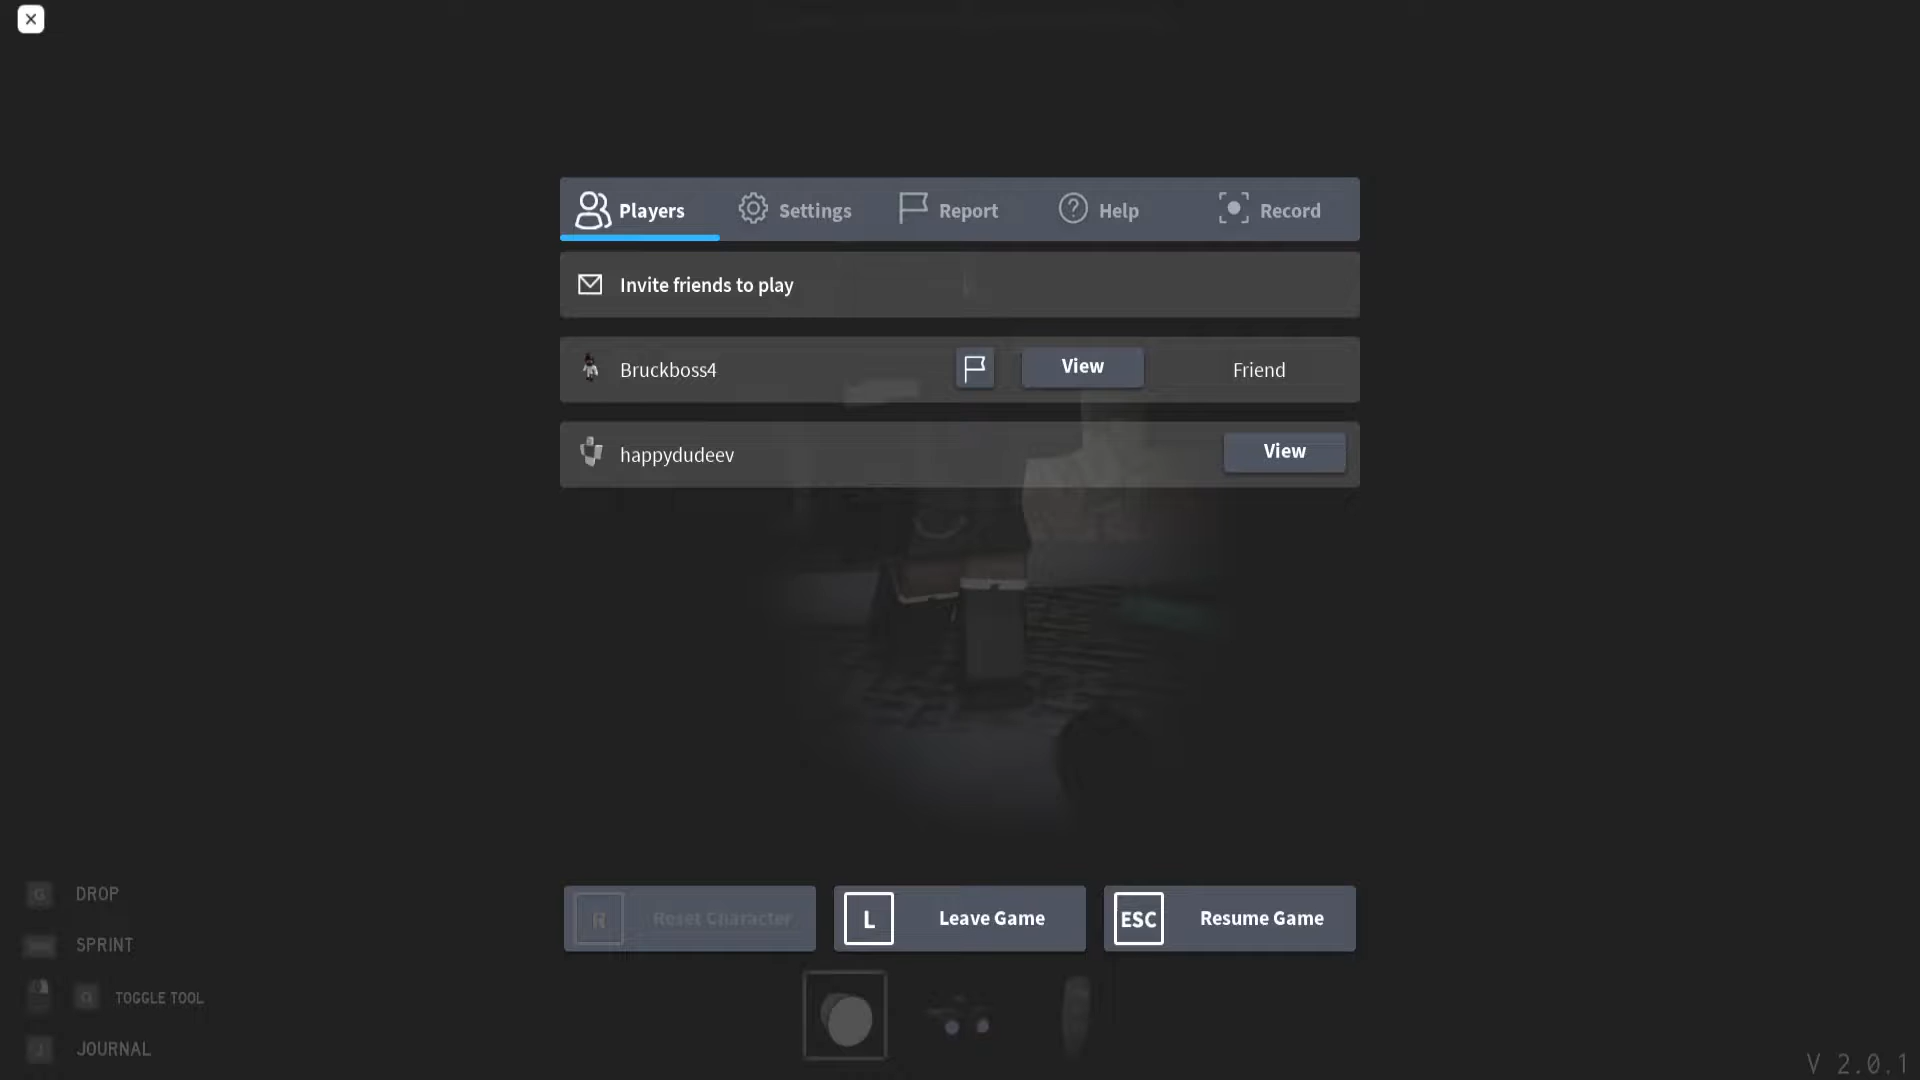 Players
Settings
Report
Help
Record
Invite friends to play
Bruckboss4
View
Friend
happydudeev
View
R
Reset Character
L
Leave Game
ESC
Resume Game
G
DROP
SPRINT
Q
TOGGLE TOOL
J
JOURNAL
V 2.0.1